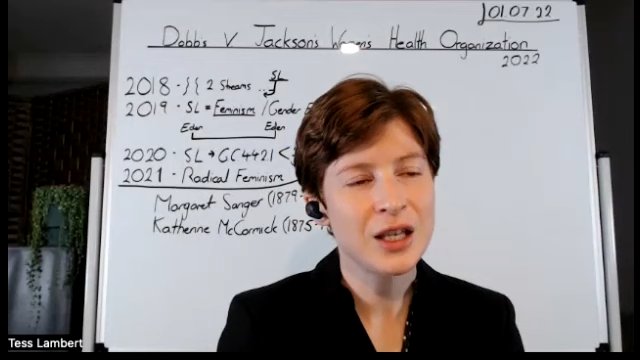 01.07.22
Dobbs V Jackson's Women's Health Organization
2022
2018 - }{ 2 Streams SL
2019 - SL = Feminism / Gender
Eden Eden
2020 - SL → GC4421 <
2021 - Radical Feminism
Margaret Sanger (1879-
Katherine McCormick (1875-
Tess Lambert